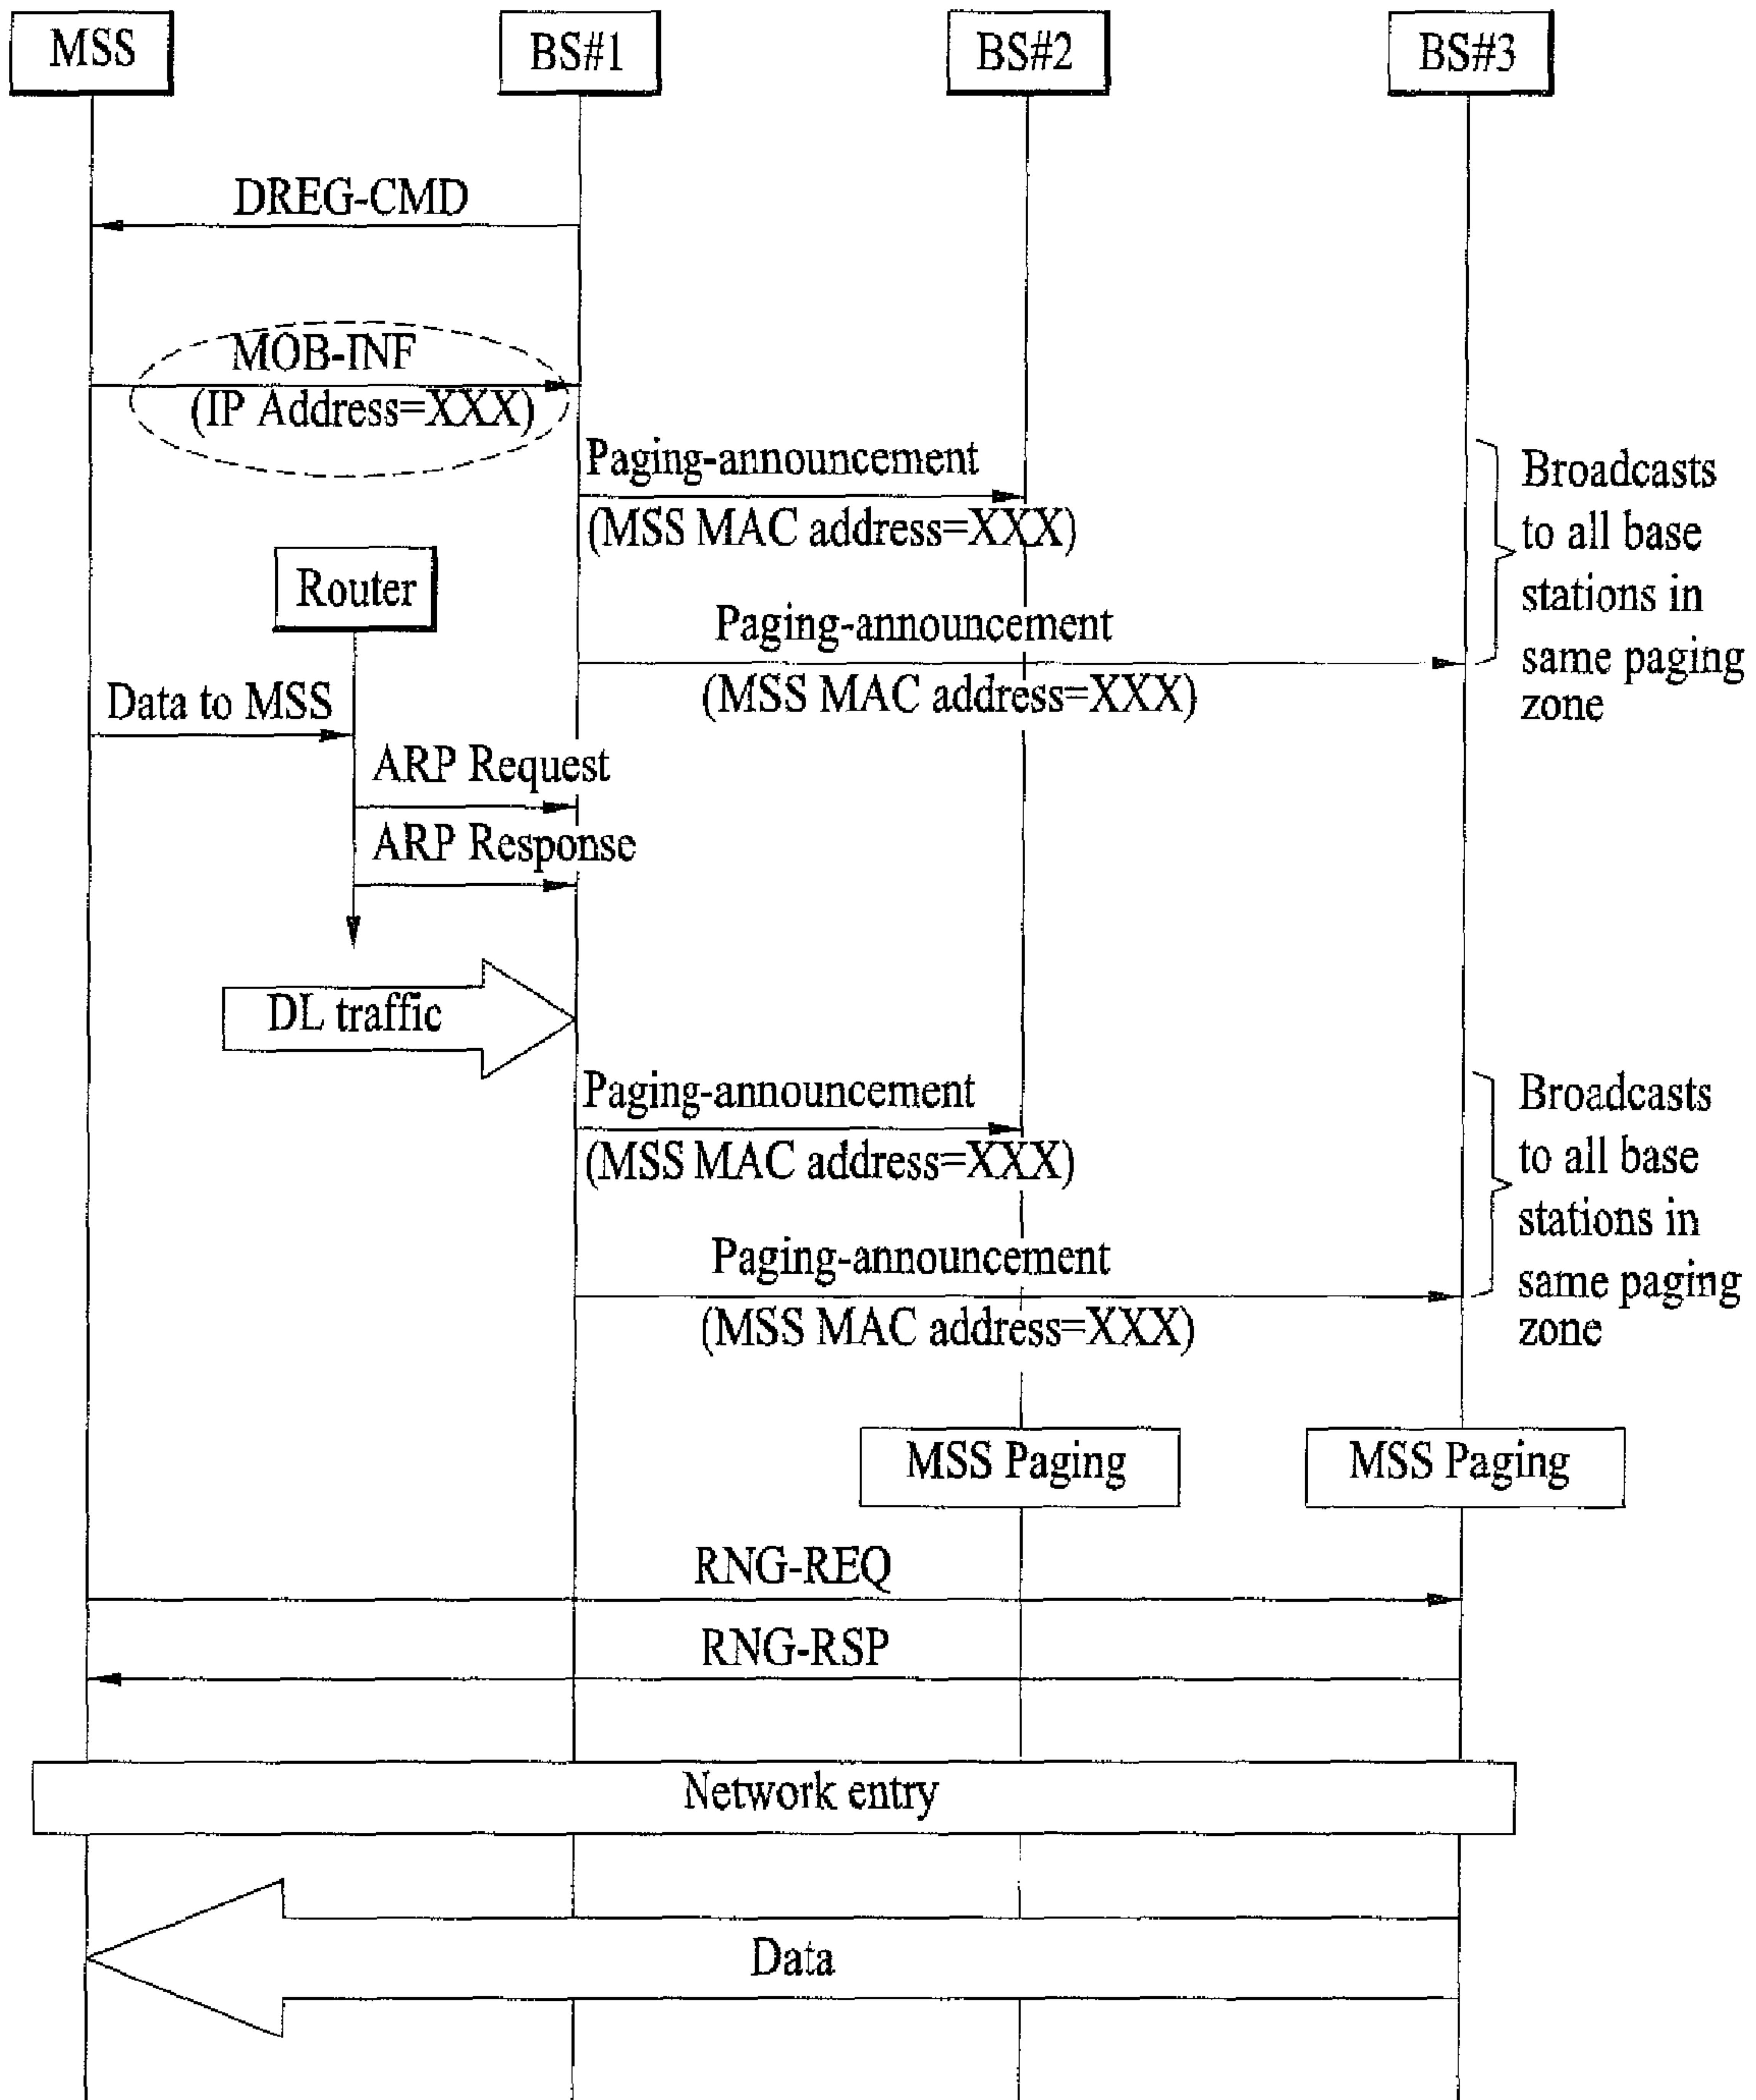 MSS
BS#1
BS#2
BS#3
DREG-CMD
MOB-INF
(IP Address=XXX)
Paging-announcement
(MSS MAC address=XXX)
Broadcasts
to all base
stations in
same paging
zone
Router
Paging-announcement
(MSS MAC address=XXX)
Data to MSS
ARP Request
ARP Response
DL traffic
Paging-announcement
(MSS MAC address=XXX)
Broadcasts
to all base
stations in
same paging
zone
Paging-announcement
(MSS MAC address=XXX)
MSS Paging
MSS Paging
RNG-REQ
RNG-RSP
Network entry
Data